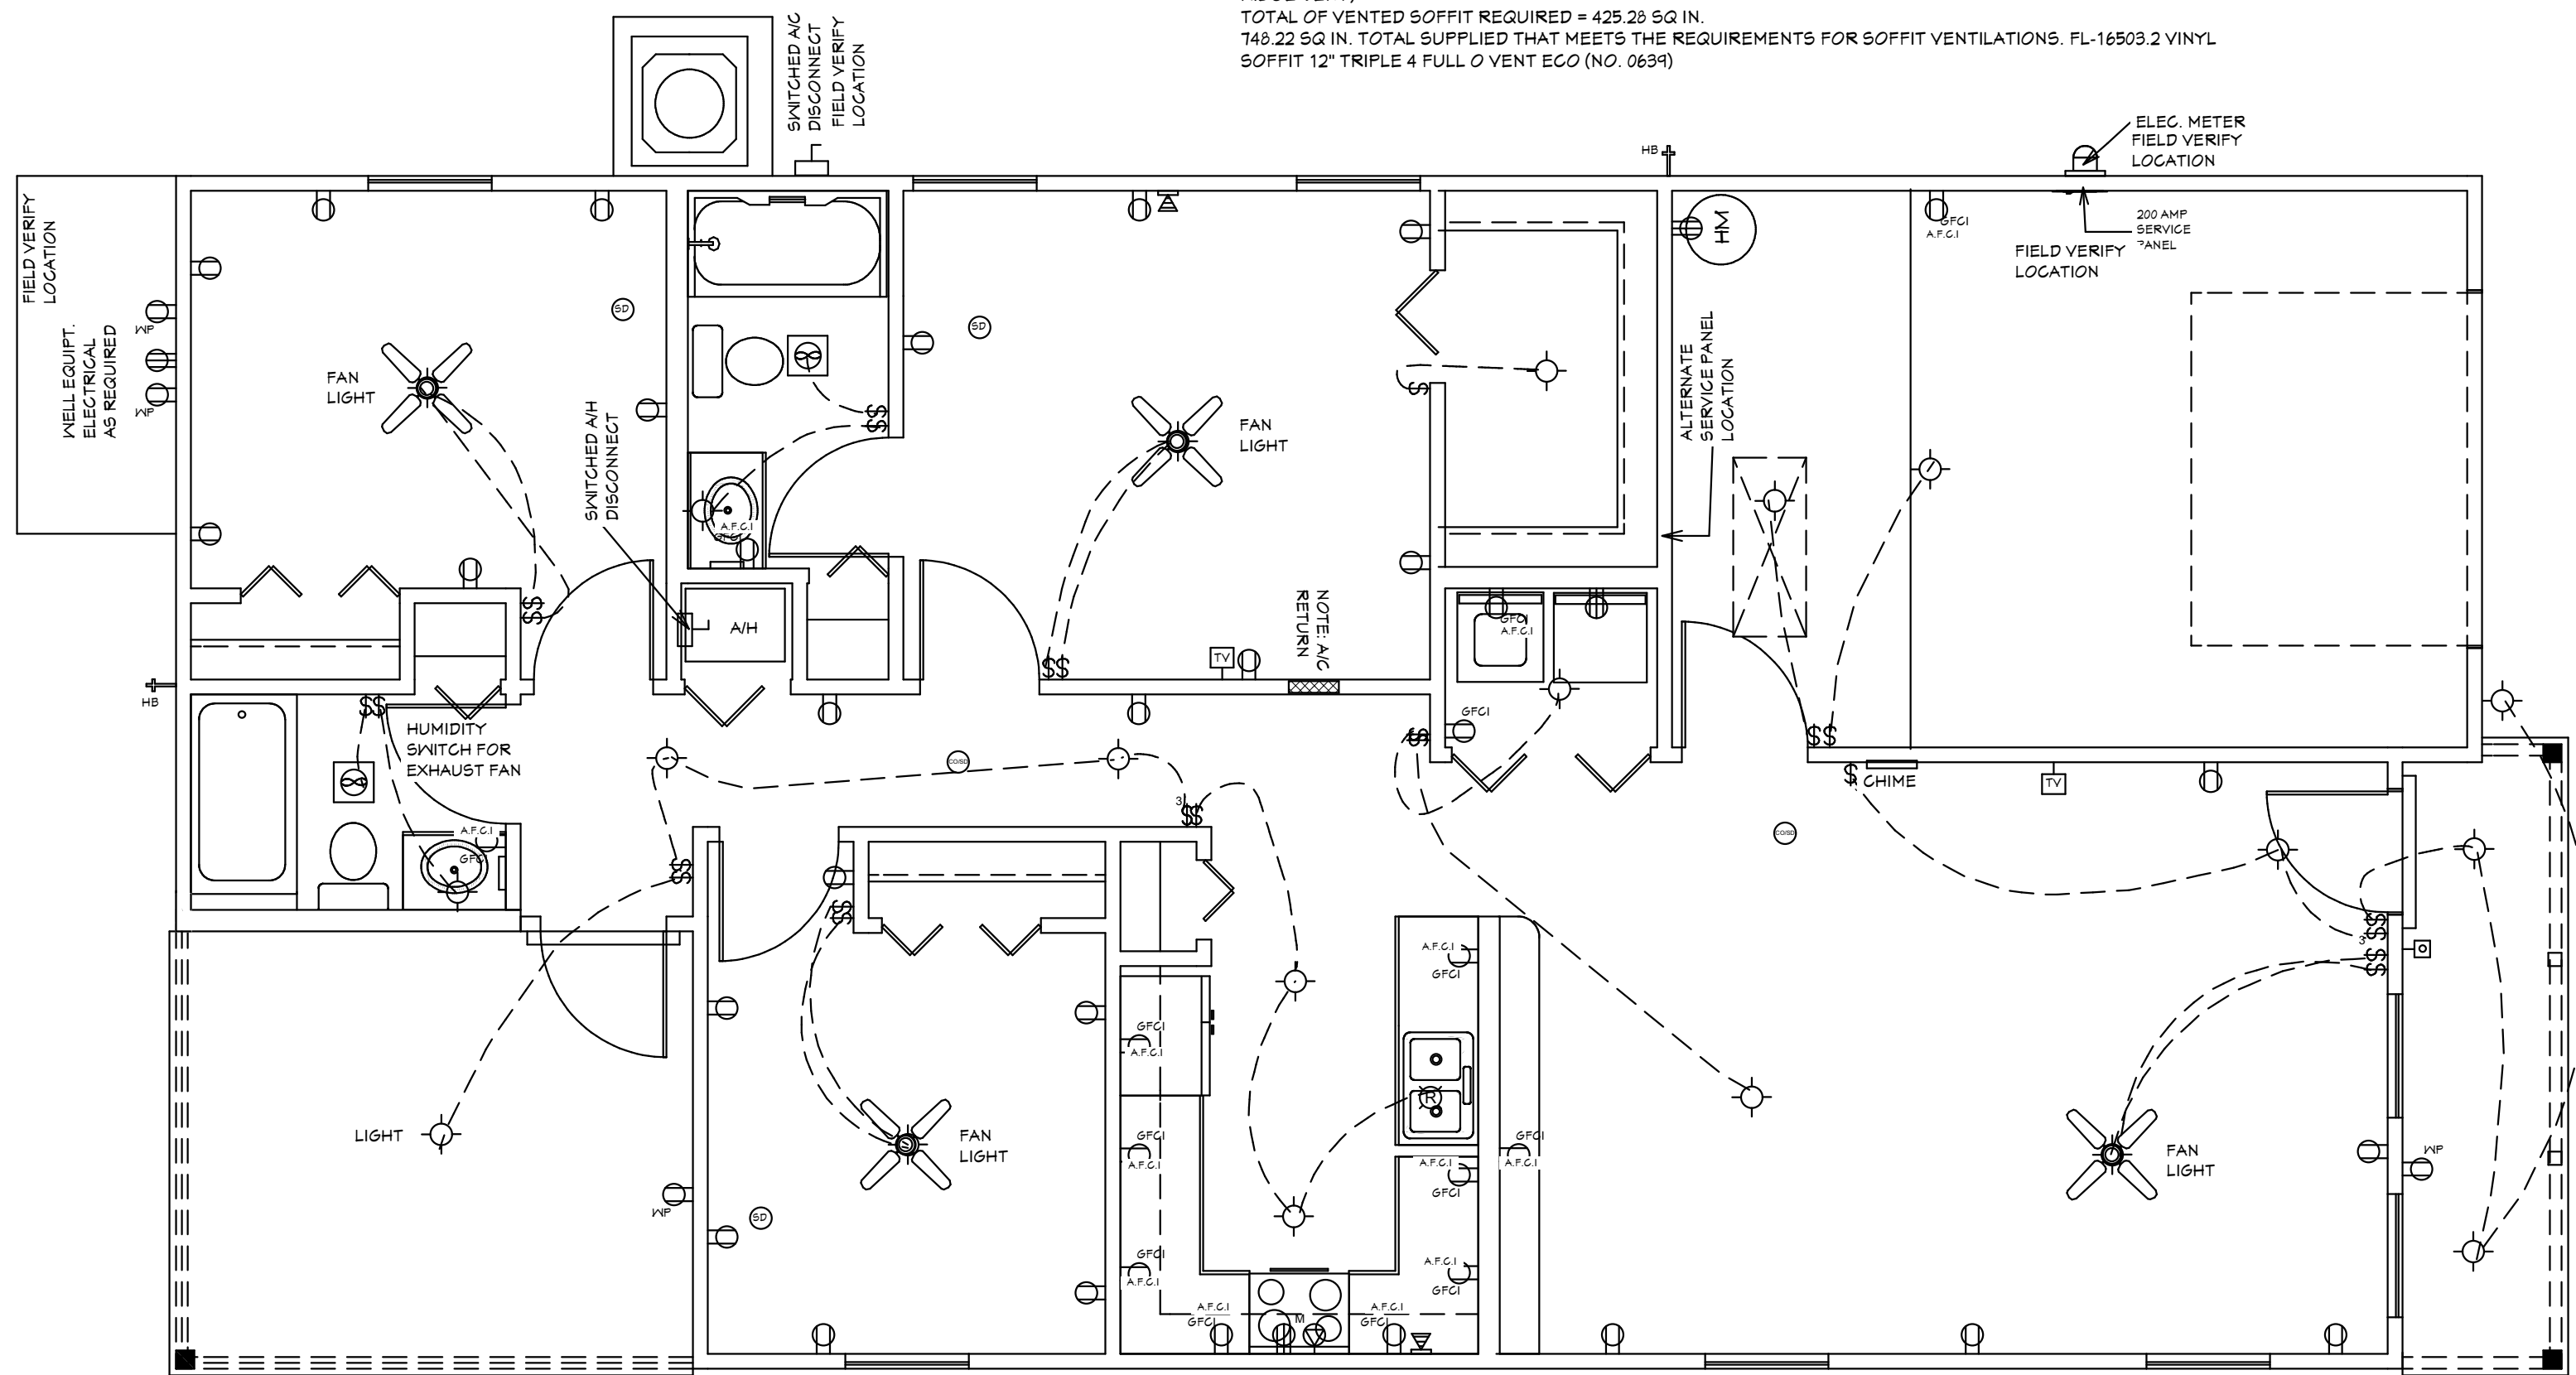 TOTAL OF VENTED SOFFIT REQUIRED = 425.28 SQ IN.
748.22 SQ IN. TOTAL SUPPLIED THAT MEETS THE REQUIREMENTS FOR SOFFIT VENTILATIONS. FL-16503.2 VINYL
SOFFIT 12" TRIPLE 4 FULL O VENT ECO (NO. 0639)
SWITCHED A/C
DISCONNECT
FIELD VERIFY
LOCATION
ELEC. METER
FIELD VERIFY
LOCATION
HB
FIELD VERIFY
LOCATION
GFCI
A.F.C.I
200 AMP
SERVICE
PANEL
FIELD VERIFY
LOCATION
HW
WELL EQUIPT.
ELECTRICAL
AS REQUIRED
WP
WP
SD
SD
FAN
LIGHT
$
$$
FAN
LIGHT
ALTERNATE
SERVICE PANEL
LOCATION
SWITCHED A/H
DISCONNECT
A.F.C.I
GFCI
$$
A/H
NOTE: A/C
RETURN
GFCI
A.F.C.I
TV
$$
HB
$$
HUMIDITY
SWITCH FOR
EXHAUST FAN
GFCI
$
$$
CO/SD
$
CHIME
TV
3
$$
CO/SD
A.F.C.I
GFCI
$$
$$
$$
3
$$
A.F.C.I
GFCI
GFCI
A.F.C.I
R
LIGHT
FAN
LIGHT
GFCI
A.F.C.I
A.F.C.I
GFCI
GFCI
A.F.C.I
FAN
LIGHT
WP
WP
SD
GFCI
A.F.C.I
A.F.C.I
GFCI
A.F.C.I
GFCI
M
A.F.C.I
GFCI